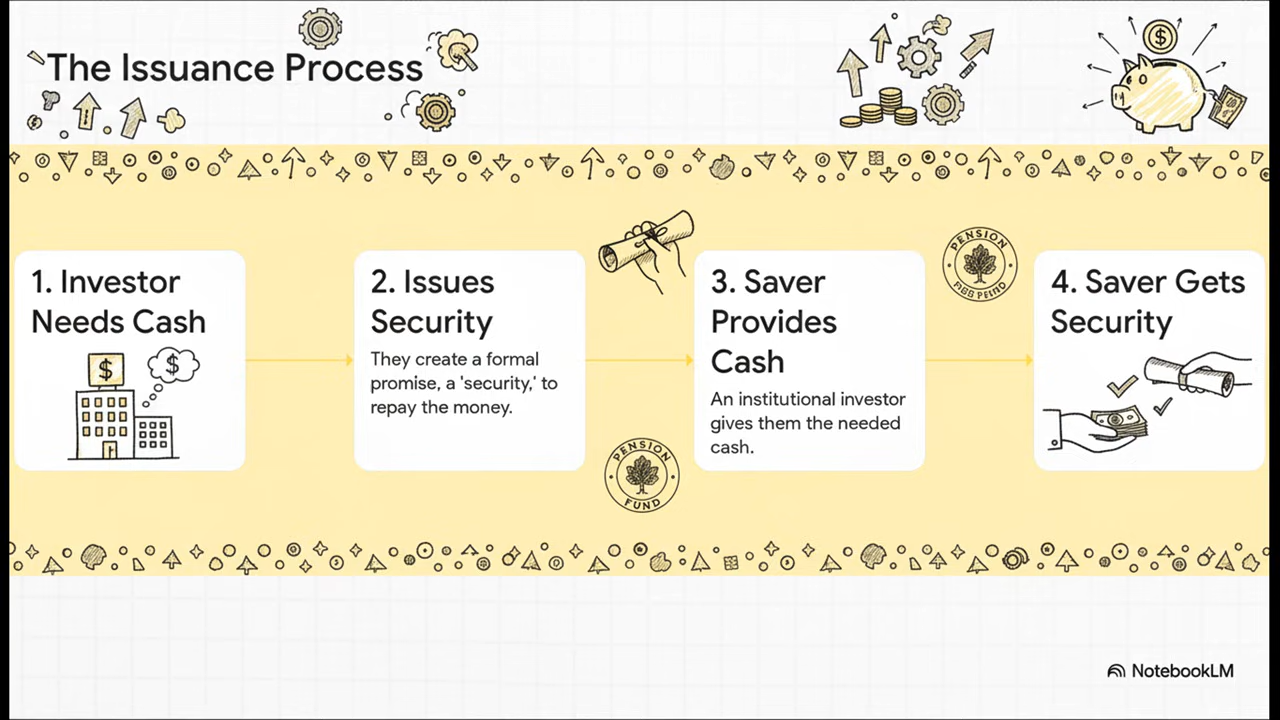 The Issuance Process
1. Investor
Needs Cash
2. Issues
Security
They create a formal
promise, a 'security,' to
repay the money.
PENSION
FUND
3. Saver
Provides
Cash
An institutional investor
gives them the needed
cash.
PENSION
4. Saver Gets
Security
NotebookLM